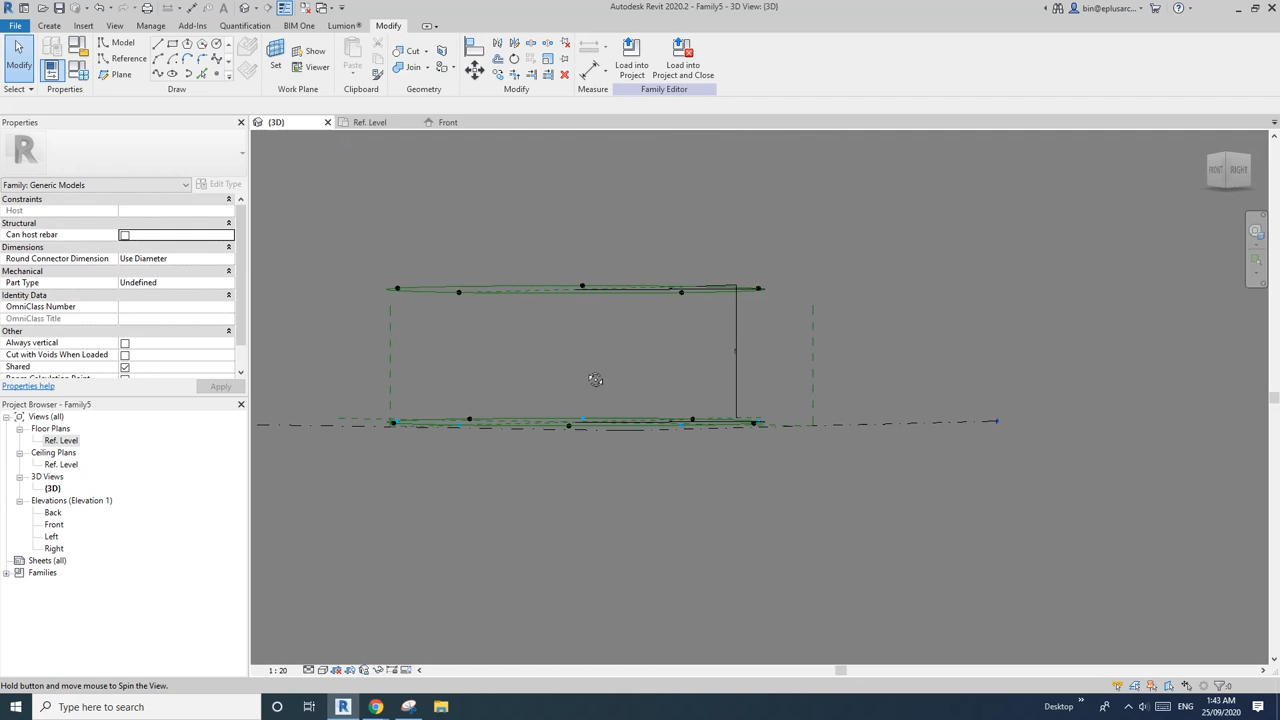 Autodesk Revit 2020.2 - Family5 - 3D View: {3D}
bin@eplusarc...
File Create Insert View Manage Add-Ins Quantification BIM One Lumion® Modify
Modify
Model
Reference
Plane
Set
Show
Viewer
Paste
Cut
Join
Load into
Project
Load into
Project and Close
Select Properties Draw Work Plane Clipboard Geometry Modify Measure Family Editor
Properties
{3D} Ref. Level Front
R
FRONT RIGHT
Family: Generic Models Edit Type
Constraints
Host
Structural
Can host rebar
Dimensions
Round Connector Dimension Use Diameter
Mechanical
Part Type Undefined
Identity Data
OmniClass Number
OmniClass Title
Other
Always vertical
Cut with Voids When Loaded
Shared
Properties help Apply
Project Browser - Family5
Views (all)
Floor Plans
Ref. Level
Ceiling Plans
Ref. Level
3D Views
{3D}
Elevations (Elevation 1)
Back
Front
Left
Right
Sheets (all)
Families
1 : 20
Hold button and move mouse to Spin the View.
:0
Type here to search
Desktop
ENG
1:43 AM
25/09/2020